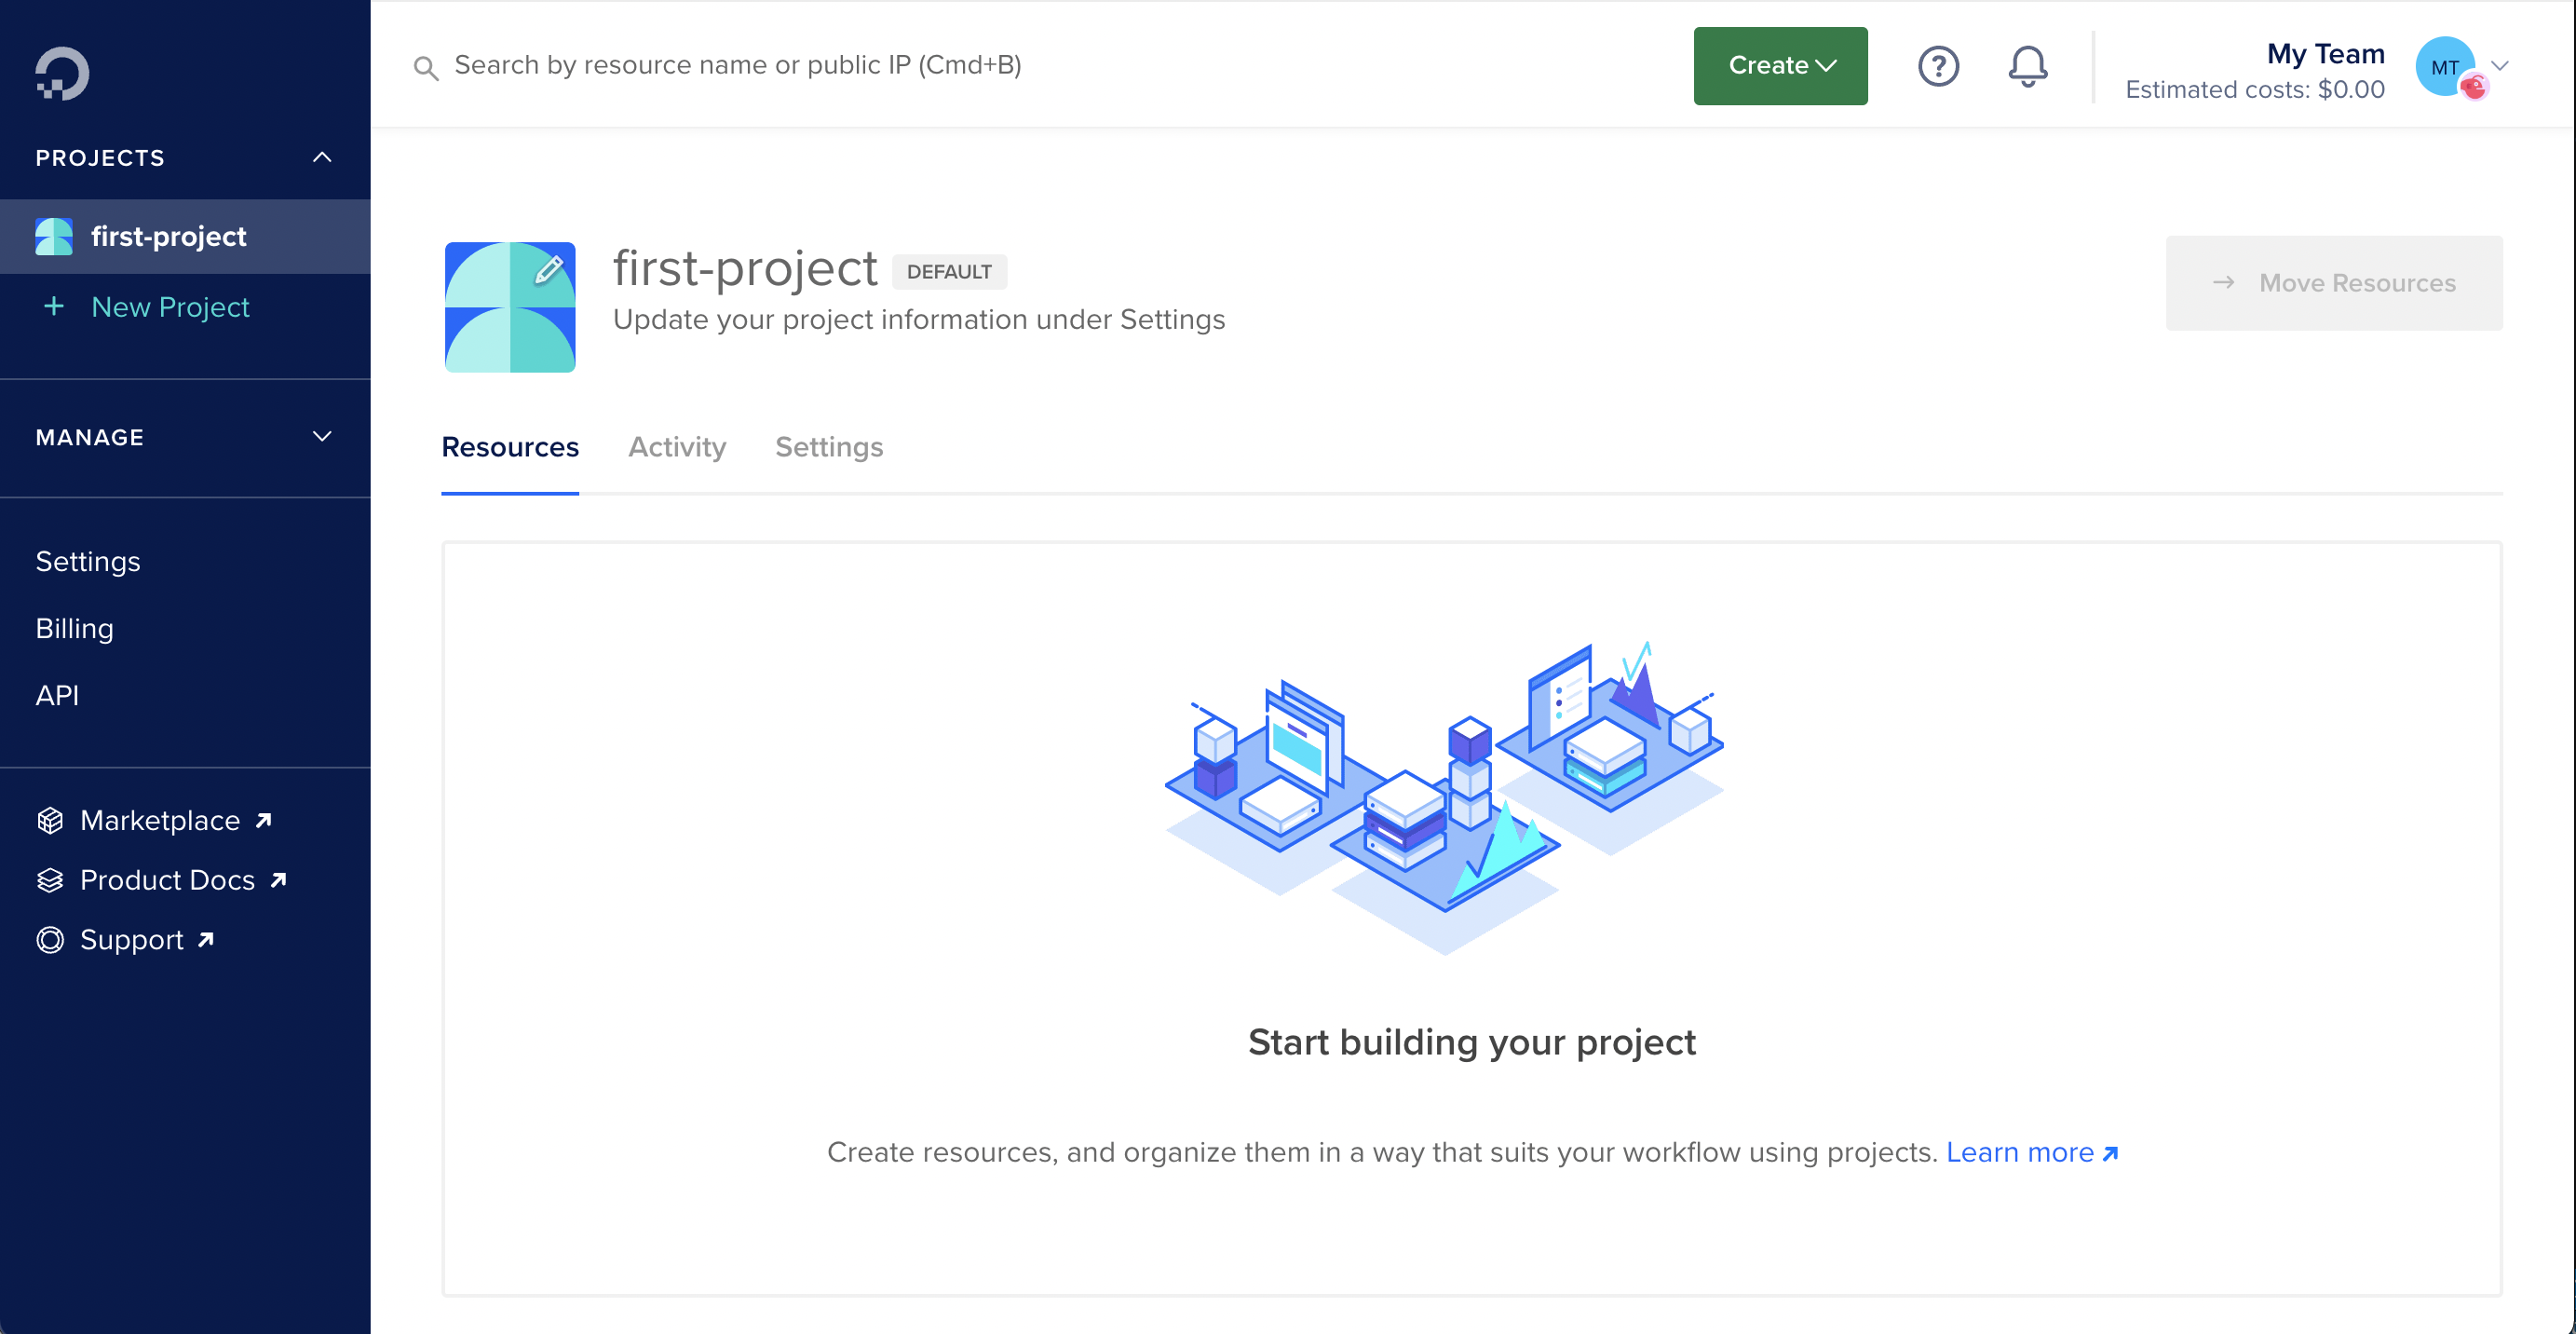 Search by resource name or public IP (Cmd+B)
Create
My Team
Estimated costs: $0.00
MT
PROJECTS
first-project
New Project
MANAGE
Settings
Billing
API
Marketplace
Product Docs
Support
first-project DEFAULT
Update your project information under Settings
Move Resources
Resources Activity Settings
Start building your project
Create resources, and organize them in a way that suits your workflow using projects. Learn more